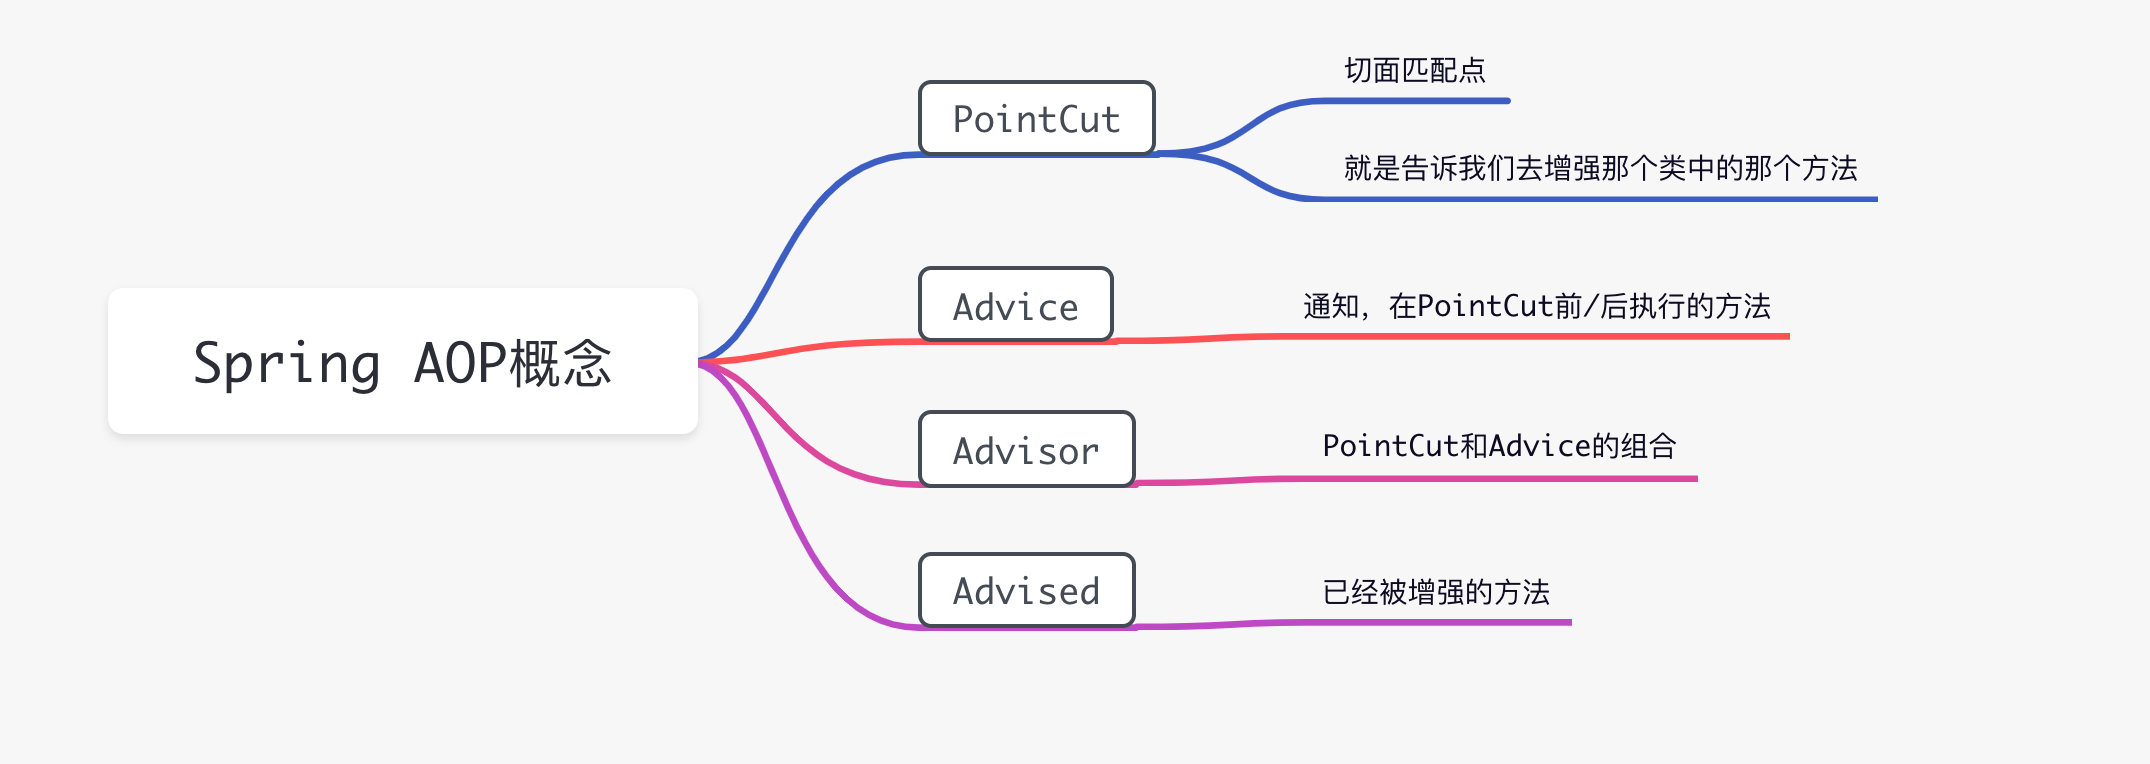 Spring AOP概念
PointCut
切面匹配点
就是告诉我们去增强那个类中的那个方法
Advice
通知，在PointCut前/后执行的方法
Advisor
PointCut和Advice的组合
Advised
已经被增强的方法